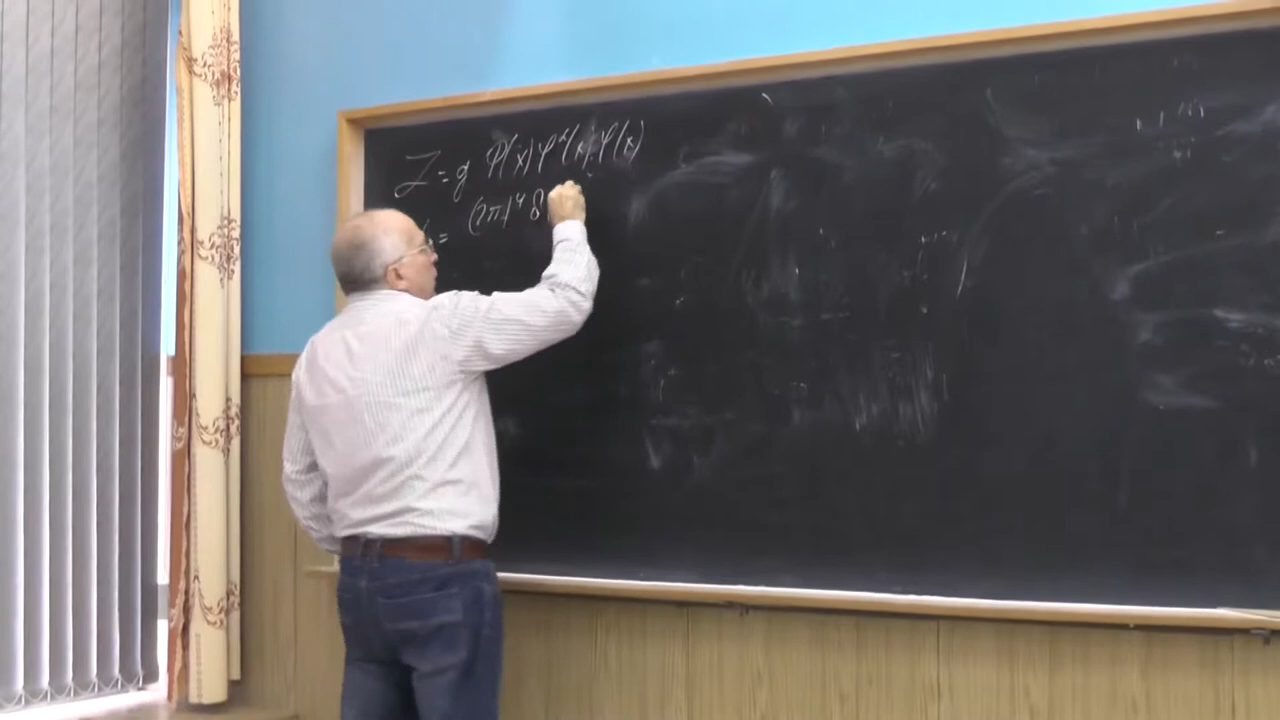 ℒ = g Φ(x) φ*(x) φ(x)
= (2π)⁴ δ